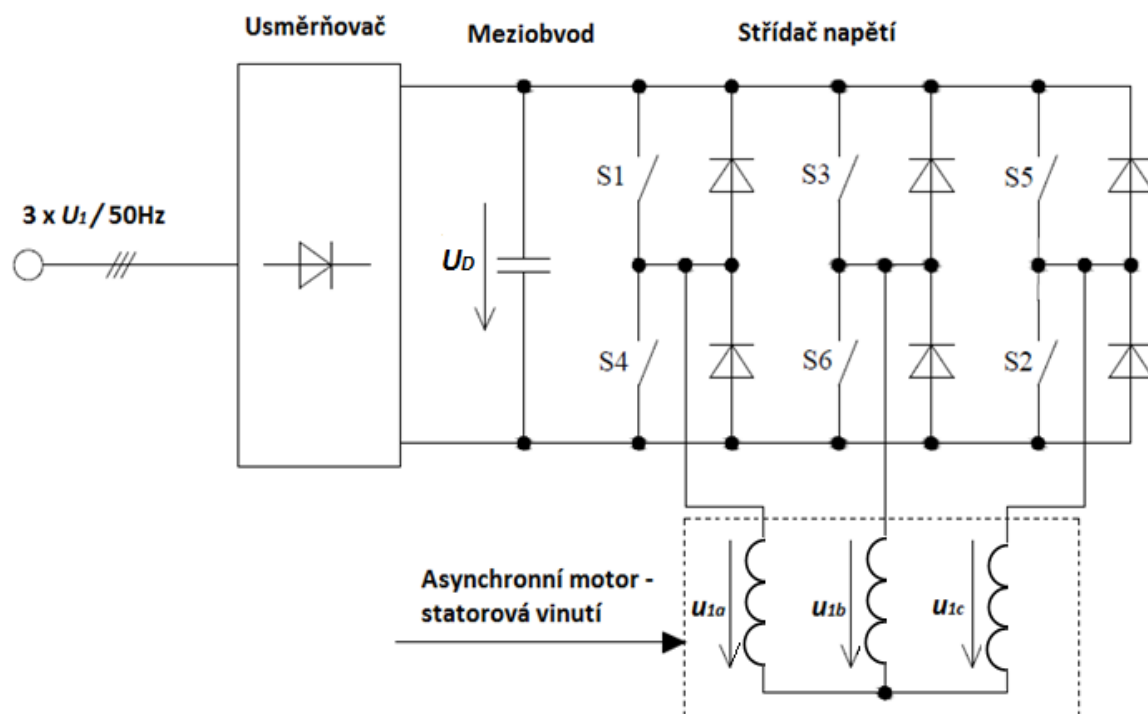 Usměrňovač
Meziobvod
Střídač napětí
3 x U1 / 50Hz
UD
S1
S3
S5
S4
S6
S2
Asynchronní motor -
statorová vinutí
u1a
u1b
u1c